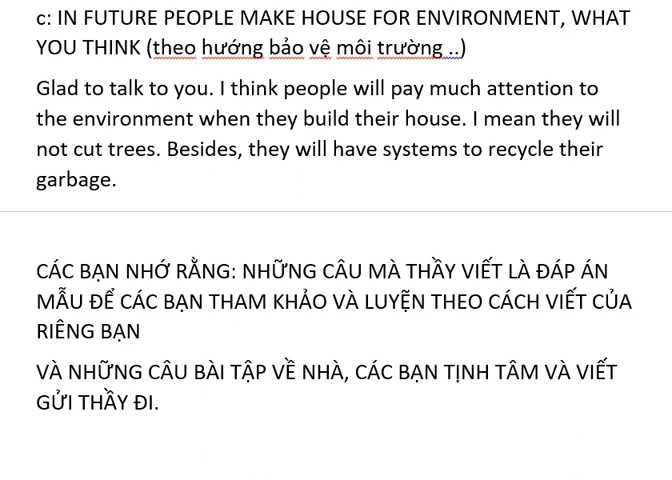 c: IN FUTURE PEOPLE MAKE HOUSE FOR ENVIRONMENT, WHAT
YOU THINK (theo hướng bảo vệ môi trường ..)
Glad to talk to you. I think people will pay much attention to
the environment when they build their house. I mean they will
not cut trees. Besides, they will have systems to recycle their
garbage.
CÁC BẠN NHỚ RẰNG: NHỮNG CÂU MÀ THẦY VIẾT LÀ ĐÁP ÁN
MẪU ĐỂ CÁC BẠN THAM KHẢO VÀ LUYỆN THEO CÁCH VIẾT CỦA
RIÊNG BẠN
VÀ NHỮNG CÂU BÀI TẬP VỀ NHÀ, CÁC BẠN TỊNH TÂM VÀ VIẾT
GỬI THẦY ĐI.